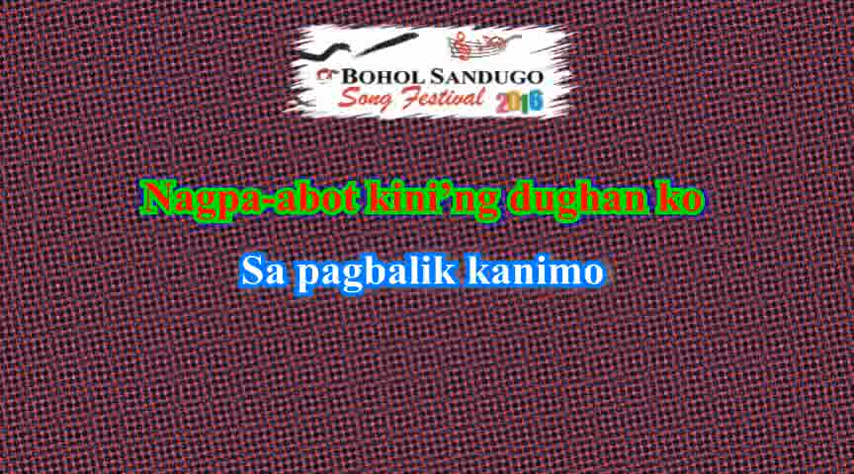 BOHOL SANDUGO
Song Festival 2016
Nagpa-abot kini’ng dughan ko
Sa pagbalik kanimo